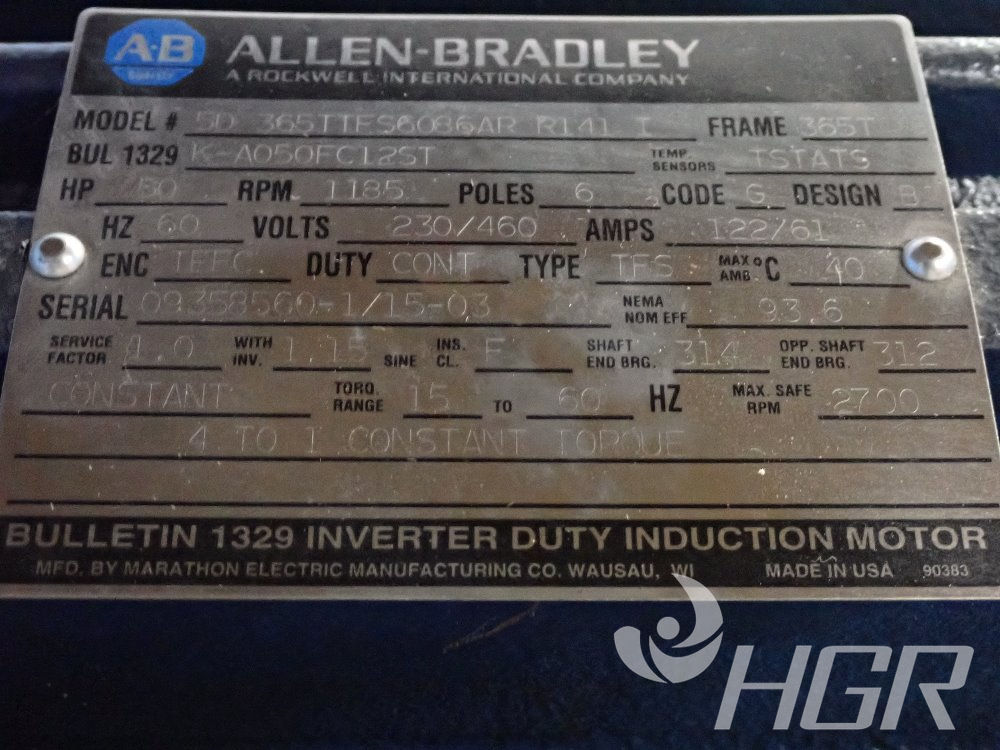 A-B
ALLEN-BRADLEY
A ROCKWELL INTERNATIONAL COMPANY
MODEL # 5D 365TTFS6086AR R141 I FRAME 365T
BUL 1329 K-A050FC12ST TEMP. SENSORS TSTATS
HP 50 RPM 1185 POLES 6 CODE G DESIGN B
HZ 60 VOLTS 230/460 AMPS 122/61
ENC TEFC DUTY CONT TYPE TFS MAX. AMB. °C 40
SERIAL 09358560-1/15-03 NEMA NOM EFF 93.6
SERVICE FACTOR 1.0 WITH INV. 1.15 SINE INS. CL. F SHAFT END BRG. 314 OPP. SHAFT END BRG. 312
CONSTANT TORQ. RANGE 15 TO 60 HZ MAX. SAFE RPM 2700
4 TO 1 CONSTANT TORQUE
BULLETIN 1329 INVERTER DUTY INDUCTION MOTOR
MFD. BY MARATHON ELECTRIC MANUFACTURING CO. WAUSAU, WI MADE IN USA 90383
HGR